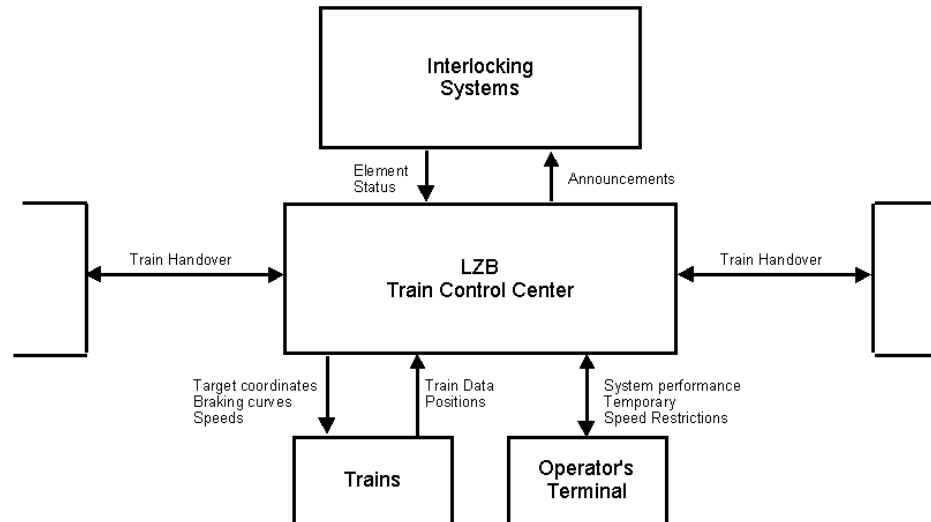 Interlocking
Systems
Element
Status
Announcements
Train Handover
LZB
Train Control Center
Train Handover
Target coordinates
Braking curves
Speeds
Train Data
Positions
System performance
Temporary
Speed Restrictions
Trains
Operator's
Terminal